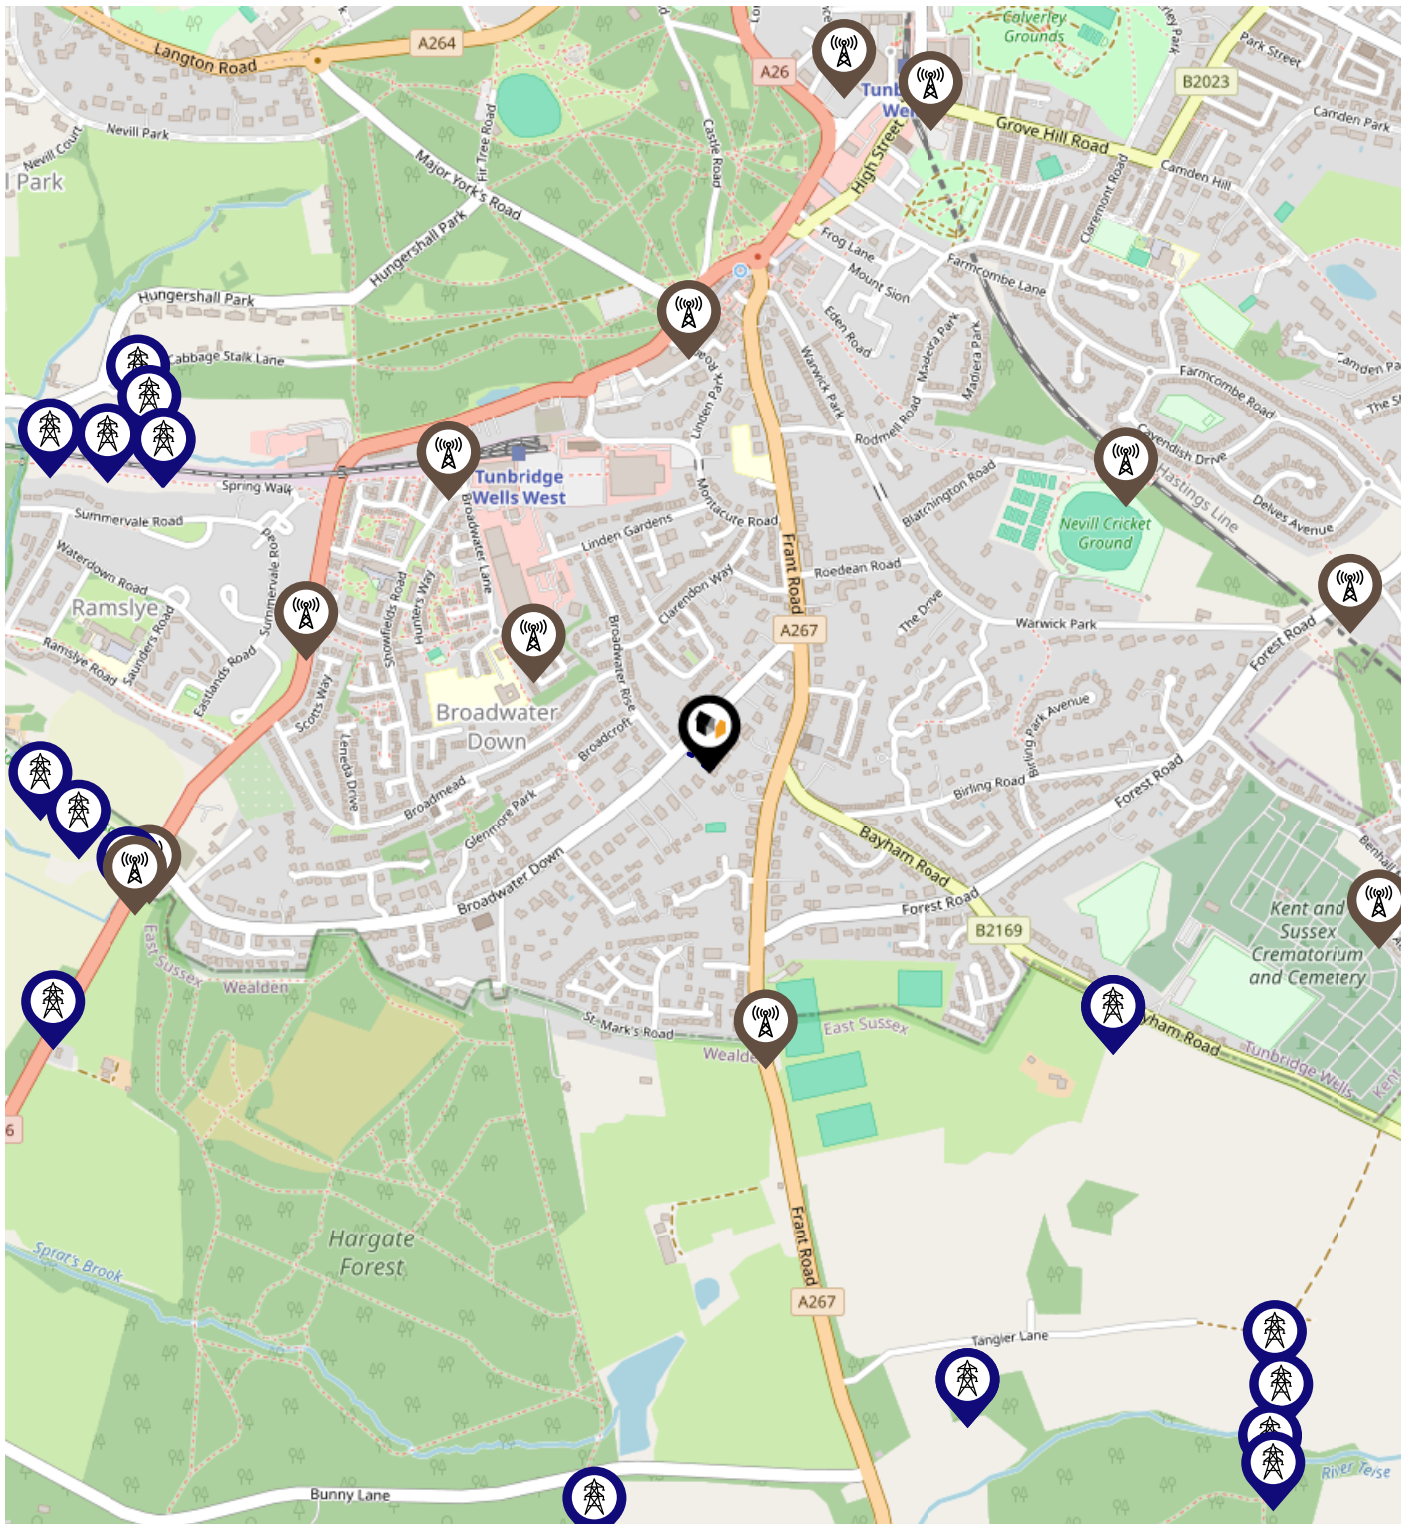 Calverley
Grounds
A264
Langton Road
A26
B2023
Park Street
Camden Park
Nevill Park
Nevill Court
Fir Tree Road
Castle Road
Major York's Road
High Street
Grove Hill Road
Camden Hill
Claremont Road
Hungershall Park
Hungershall Park
Frog Lane
Mount Sion
Farmcombe Lane
Eden Road
Madeira Park
Madiera Park
Warwick Park
Cabbage Stalk Lane
Linden Park
Road
Farmcombe Road
Rodmell Road
Cavendish Drive
Hastings Line
Delves Avenue
Tunbridge
Wells West
Spring Walk
Summervale Road
Broadwater Lane
Montacute Road
Blatchington Road
Nevill Cricket
Ground
Linden Gardens
Frant Road
Roedean Road
Waterdown Road
Ramslye
Summervale Road
Snowfields Road
Hunters Way
Clarendon Way
The Drive
A267
Warwick Park
Forest Road
Ramslye Road
Saunders Road
Eastlands Road
Scotts Way
Broadwater Rise
Broadwater
Down
Broadcroft
Leneda Drive
Birling Park Avenue
Birling Road
Forest Road
Broadmead
Glenmore Park
Bayham Road
Broadwater Down
Forest Road
B2169
Kent and
Sussex
Crematorium
and Cemetery
East Sussex
Wealden
St. Mark's Road
East Sussex
Tunbridge Wells
Kent
Hargate
Forest
Sprat's Brook
Frant Road
A267
Tangier Lane
River Teise
Bunny Lane